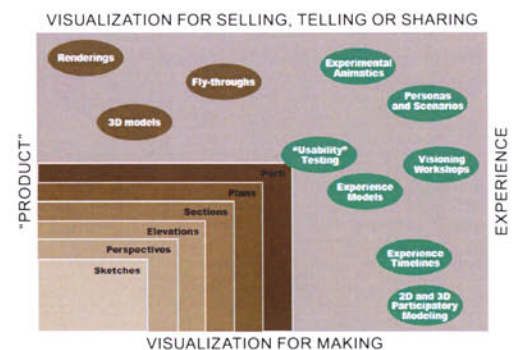 VISUALIZATION FOR SELLING, TELLING OR SHARING
Renderings
Fly-throughs
3D models
Experimental
Animatics
Personas
and Scenarios
"Usability"
Testing
Visioning
Workshops
Experience
Models
Experience
Timelines
2D and 3D
Participatory
Modeling
Plans
Sections
Elevations
Perspectives
Sketches
"PRODUCT"
EXPERIENCE
VISUALIZATION FOR MAKING